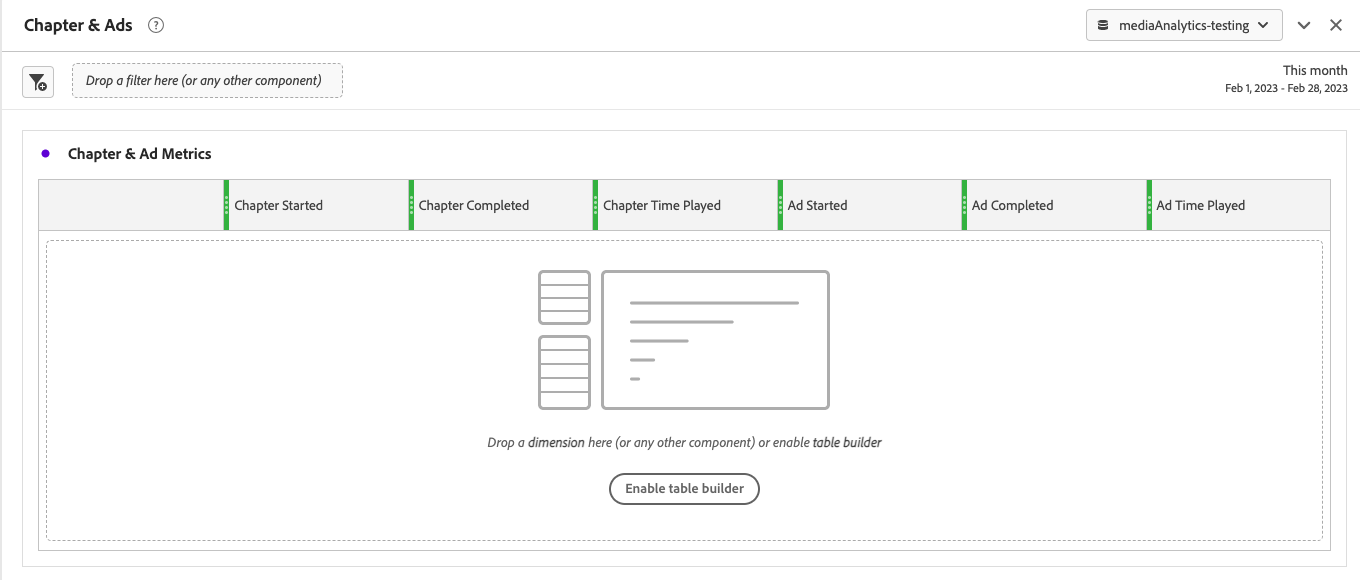 Chapter & Ads ?
mediaAnalytics-testing
Drop a filter here (or any other component)
This month
Feb 1, 2023 - Feb 28, 2023
Chapter & Ad Metrics
Chapter Started Chapter Completed Chapter Time Played Ad Started Ad Completed Ad Time Played
Drop a dimension here (or any other component) or enable table builder
Enable table builder